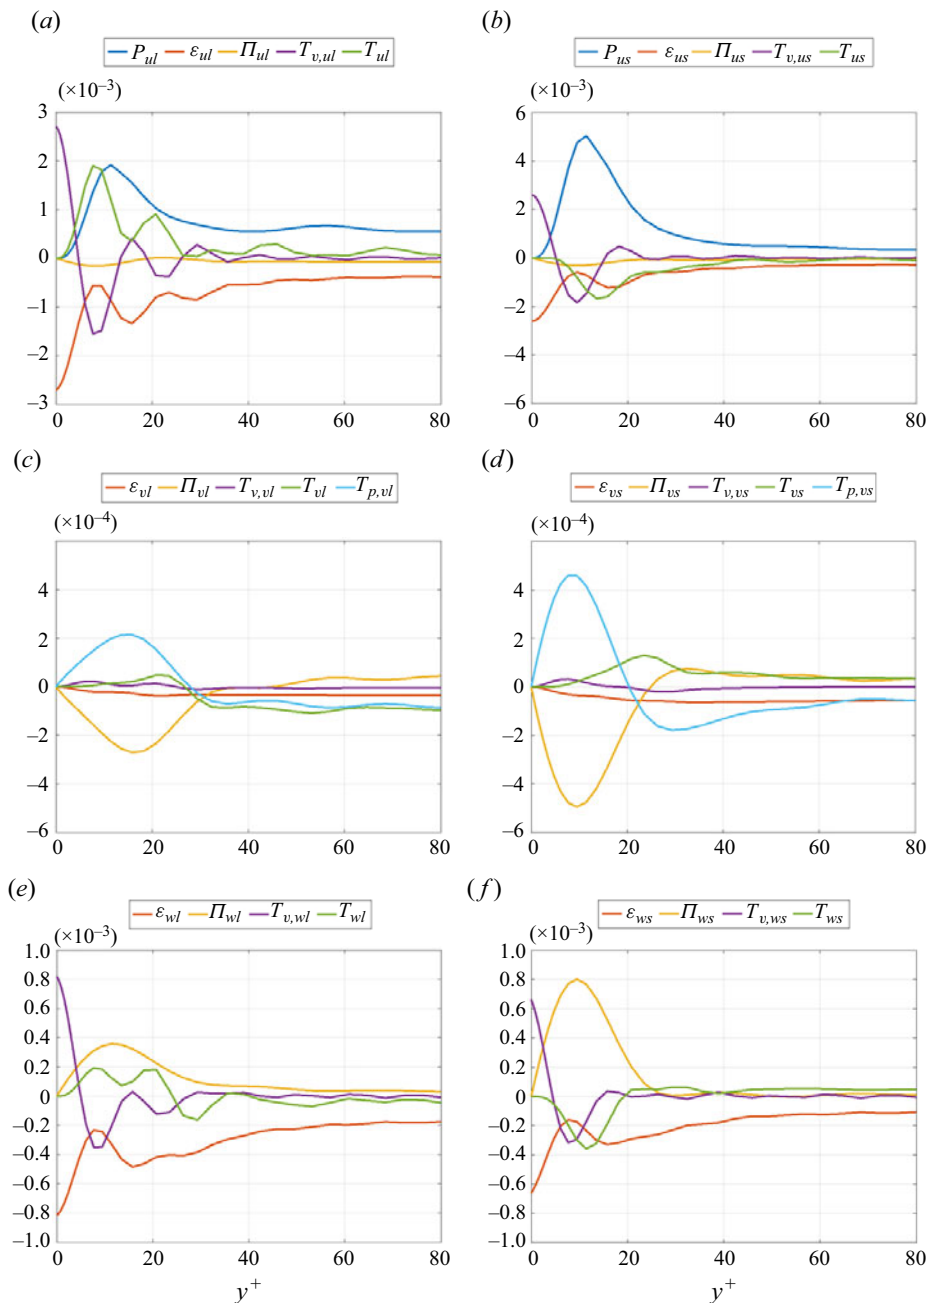 (a)
P_ul ε_ul Π_ul T_v,ul T_ul
(×10⁻³)
3
2
1
0
–1
–2
–3
0 20 40 60 80
(b)
P_us ε_us Π_us T_v,us T_us
(×10⁻³)
6
4
2
0
–2
–4
–6
0 20 40 60 80
(c)
ε_vl Π_vl T_v,vl T_vl T_p,vl
(×10⁻⁴)
4
2
0
–2
–4
–6
0 20 40 60 80
(d)
ε_vs Π_vs T_v,vs T_vs T_p,vs
(×10⁻⁴)
4
2
0
–2
–4
–6
0 20 40 60 80
(e)
ε_wl Π_wl T_v,wl T_wl
(×10⁻³)
1.0
0.8
0.6
0.4
0.2
0
–0.2
–0.4
–0.6
–0.8
–1.0
0 20 40 60 80
y⁺
(f)
ε_ws Π_ws T_v,ws T_ws
(×10⁻³)
1.0
0.8
0.6
0.4
0.2
0
–0.2
–0.4
–0.6
–0.8
–1.0
0 20 40 60 80
y⁺